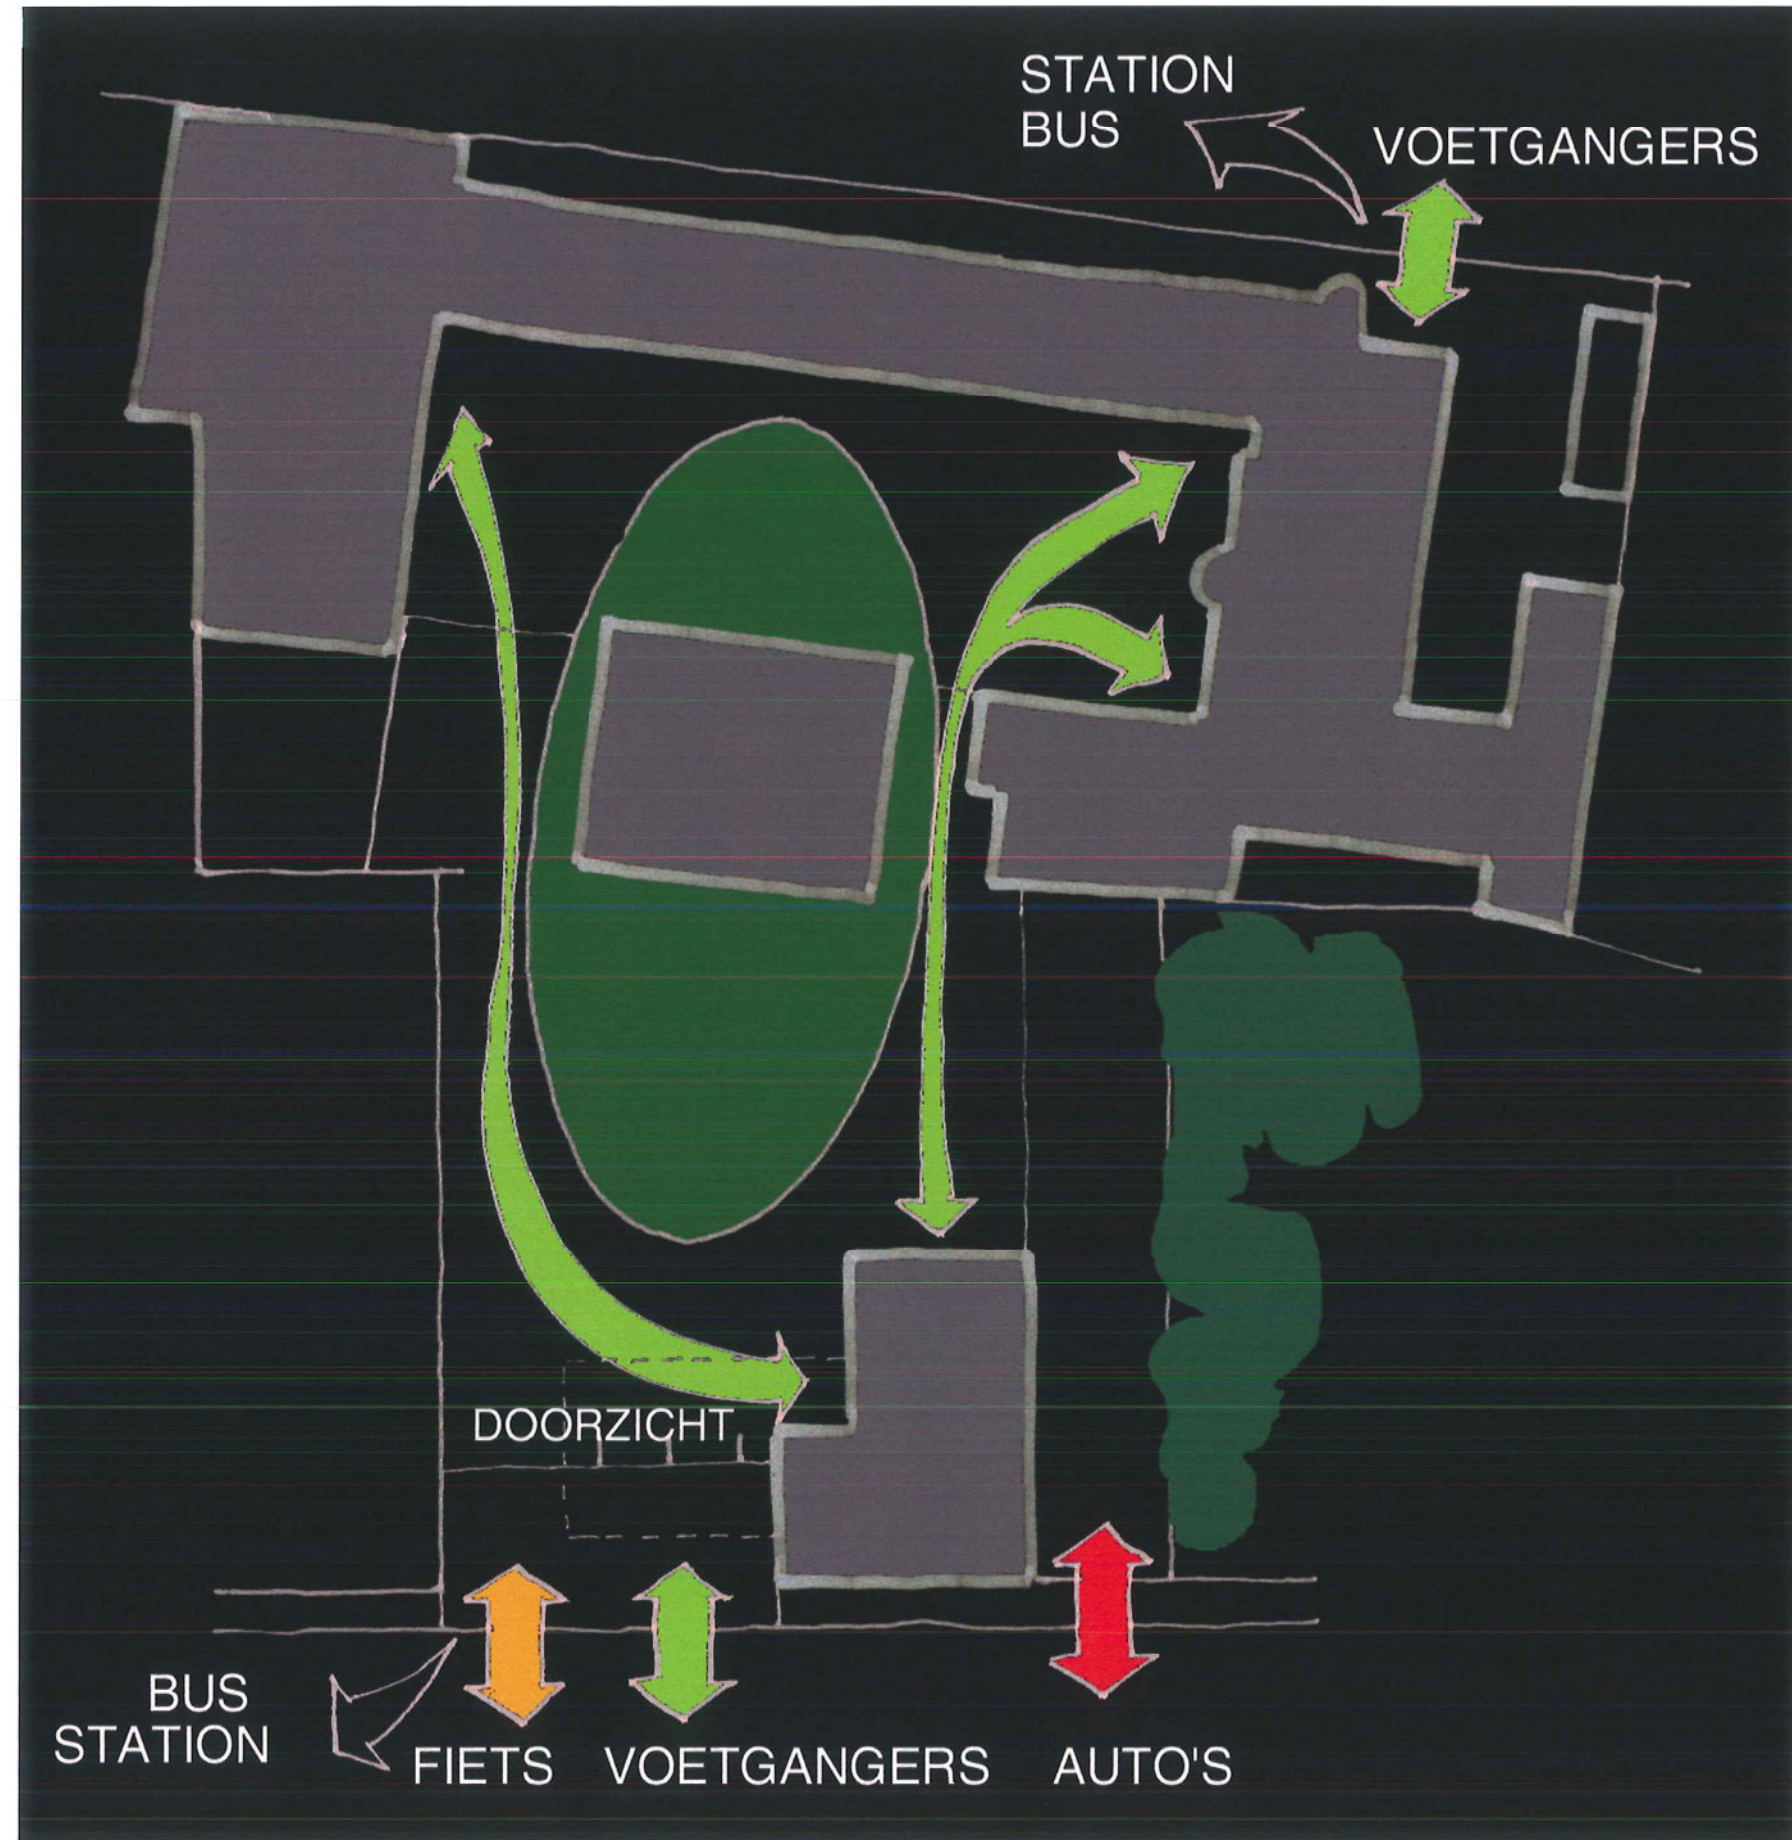 STATION
BUS
VOETGANGERS
DOORZICHT
BUS
STATION
FIETS
VOETGANGERS
AUTO'S